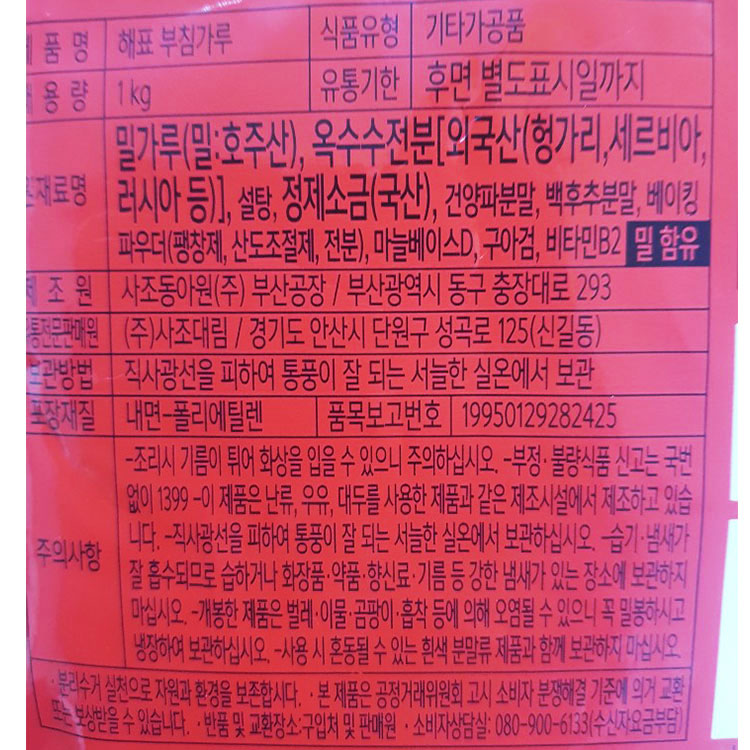 품명 해표 부침가루 식품유형 기타가공품
용량 1kg 유통기한 후면 별도표시일까지
밀가루(밀:호주산), 옥수수전분[외국산(헝가리,세르비아,
재료명 러시아 등)], 설탕, 정제소금(국산), 건양파분말, 백후추분말, 베이킹
파우더(팽창제, 산도조절제, 전분), 마늘베이스D, 구아검, 비타민B2 밀 함유
제조원 사조동아원(주) 부산공장 / 부산광역시 동구 충장대로 293
통전문판매원 (주)사조대림 / 경기도 안산시 단원구 성곡로 125(신길동)
보관방법 직사광선을 피하여 통풍이 잘 되는 서늘한 실온에서 보관
포장재질 내면-폴리에틸렌 품목보고번호 19950129282425
-조리시 기름이 튀어 화상을 입을 수 있으니 주의하십시오. -부정·불량식품 신고는 국번
없이 1399 -이 제품은 난류, 우유, 대두를 사용한 제품과 같은 제조시설에서 제조하고 있습
니다. -직사광선을 피하여 통풍이 잘 되는 서늘한 실온에서 보관하십시오. -습기·냄새가
주의사항 잘 흡수되므로 습하거나 화장품·약품·향신료·기름 등 강한 냄새가 있는 장소에 보관하지
마십시오. -개봉한 제품은 벌레·이물·곰팡이·흡착 등에 의해 오염될 수 있으니 꼭 밀봉하시고
냉장하여 보관하십시오. -사용 시 혼동될 수 있는 흰색 분말류 제품과 함께 보관하지 마십시오.
·분리수거 실천으로 자원과 환경을 보존합시다. ·본 제품은 공정거래위원회 고시 소비자 분쟁해결 기준에 의거 교환
또는 보상받을 수 있습니다. ·반품 및 교환장소:구입처 및 판매원 ·소비자상담실: 080-900-6133(수신자요금부담)